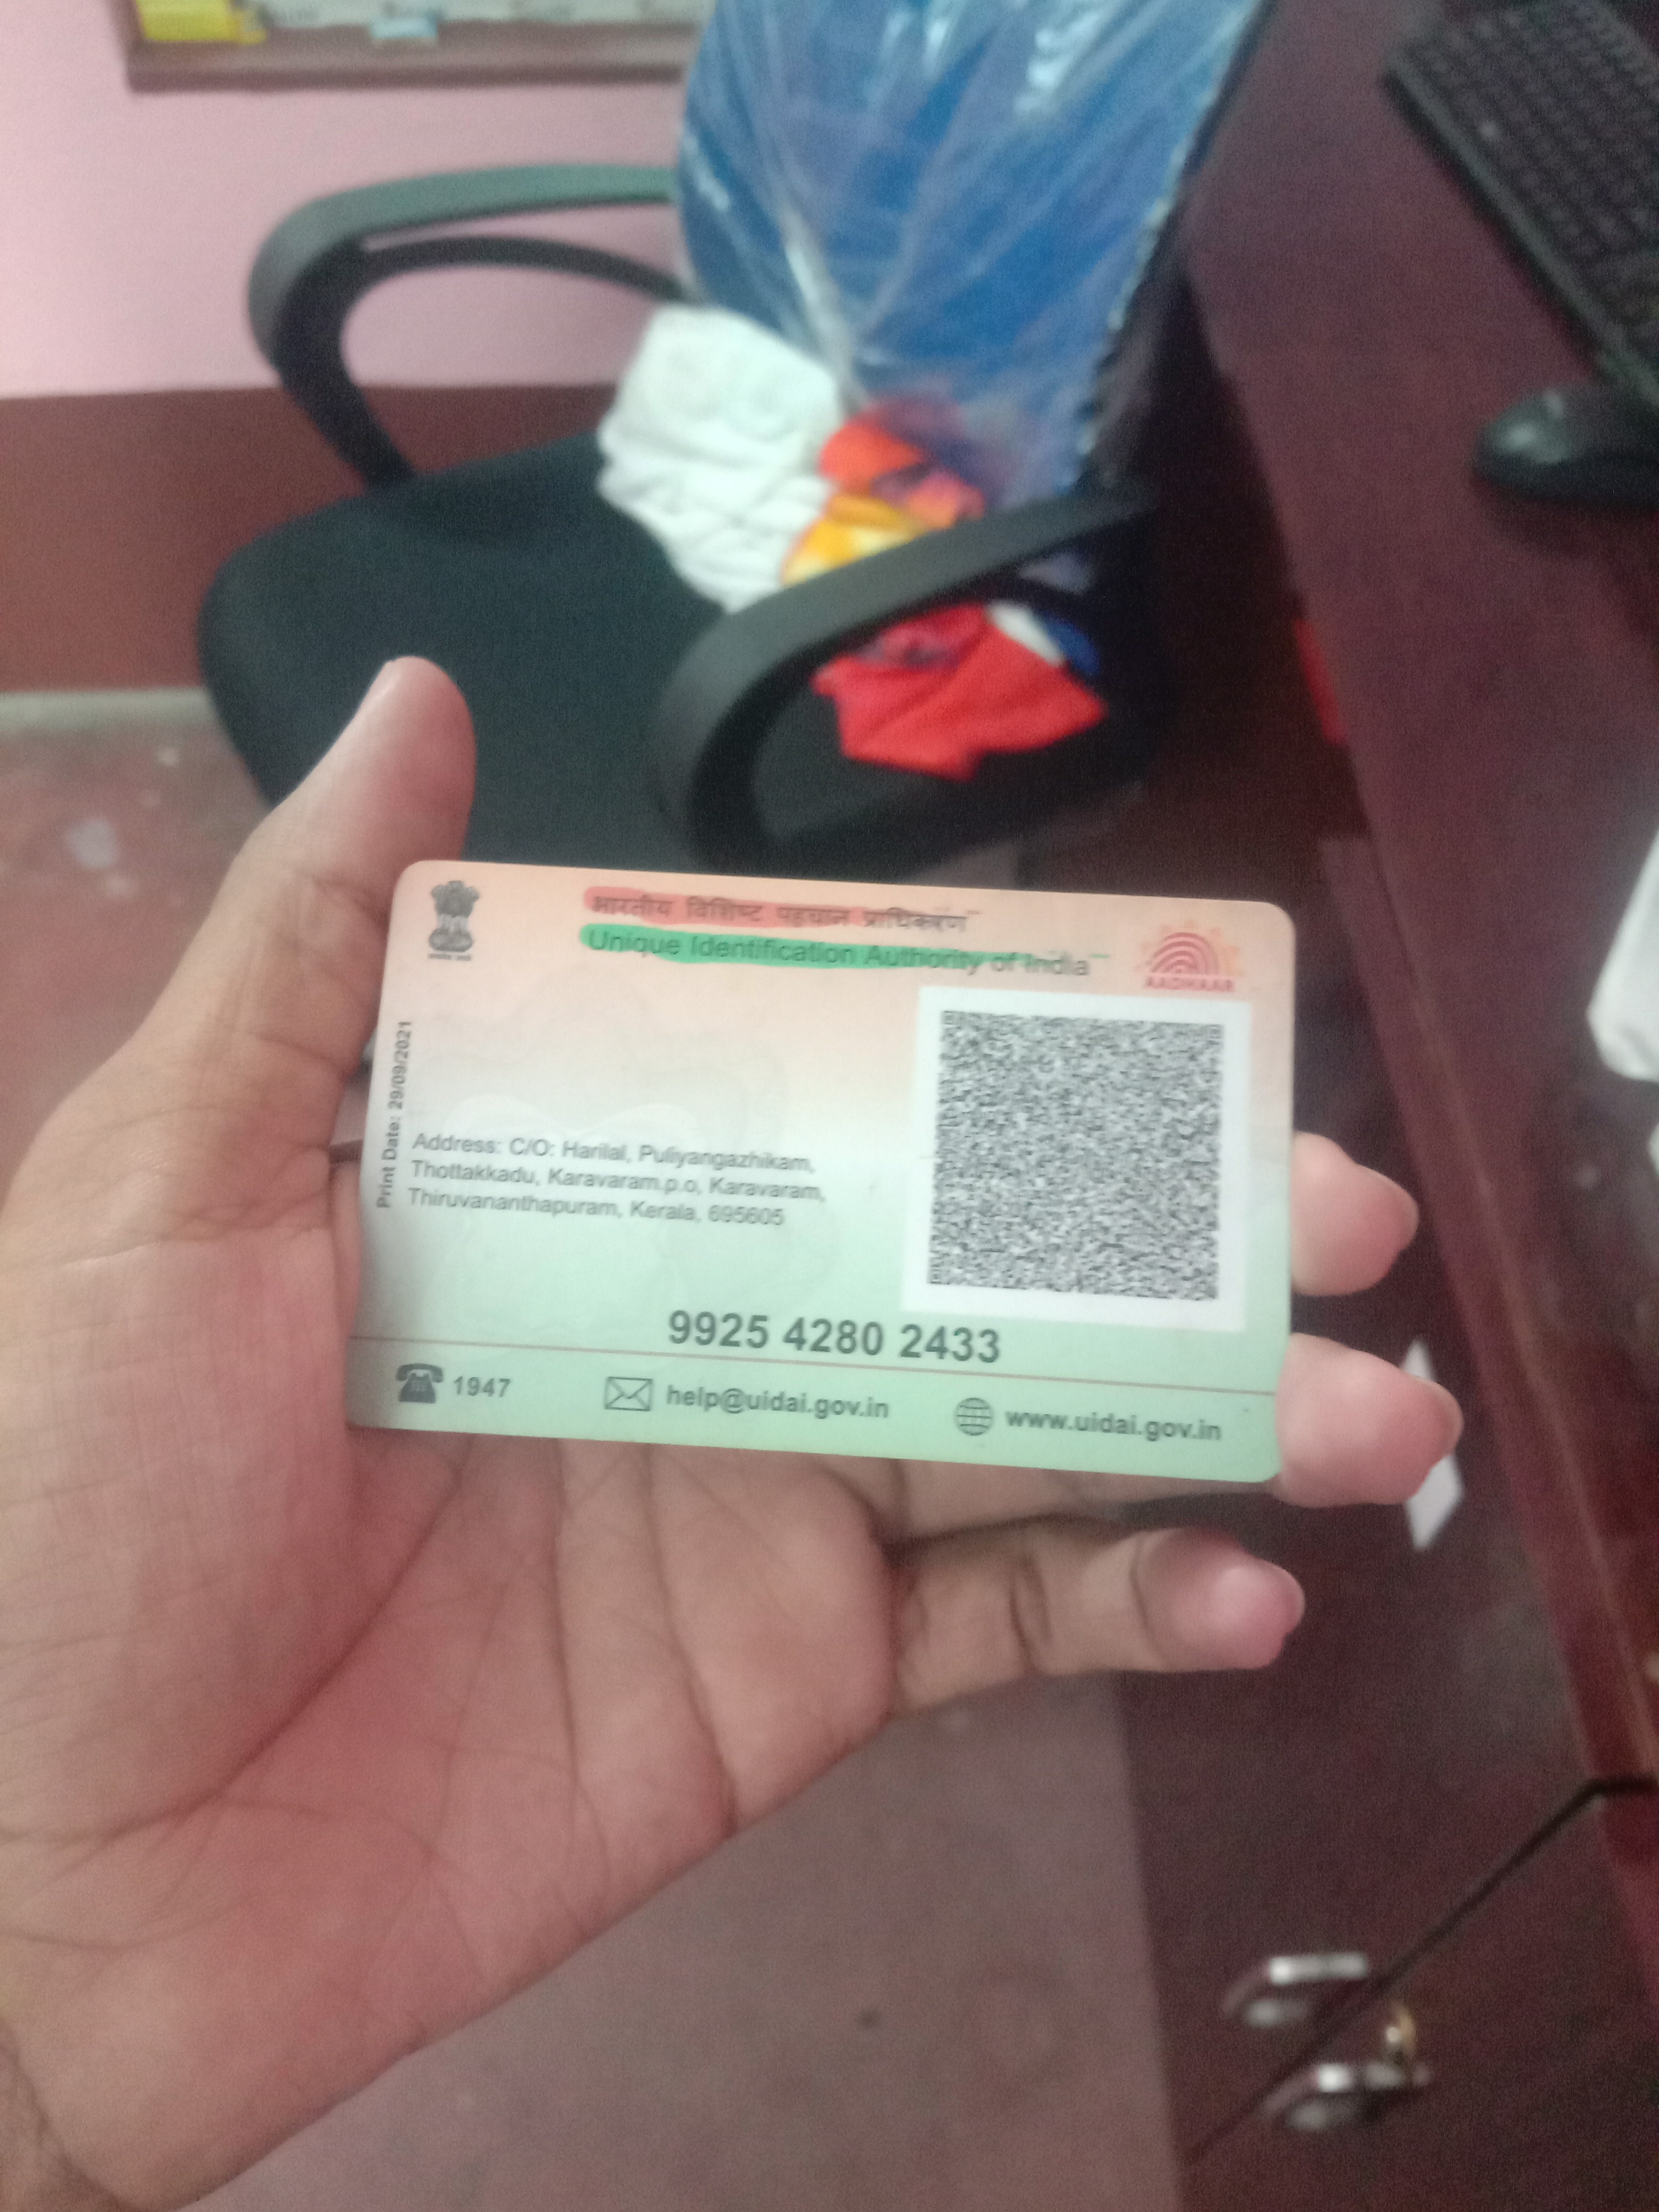 भारतीय विशिष्ट पहचान प्राधिकरण
Unique Identification Authority of India
AADHAAR
Print Date: 29/09/2021
Address: C/O: Harilal, Puliyangazhikam,
Thottakkadu, Karavaram.p.o, Karavaram,
Thiruvananthapuram, Kerala, 695605
9925 4280 2433
1947
help@uidai.gov.in
www.uidai.gov.in